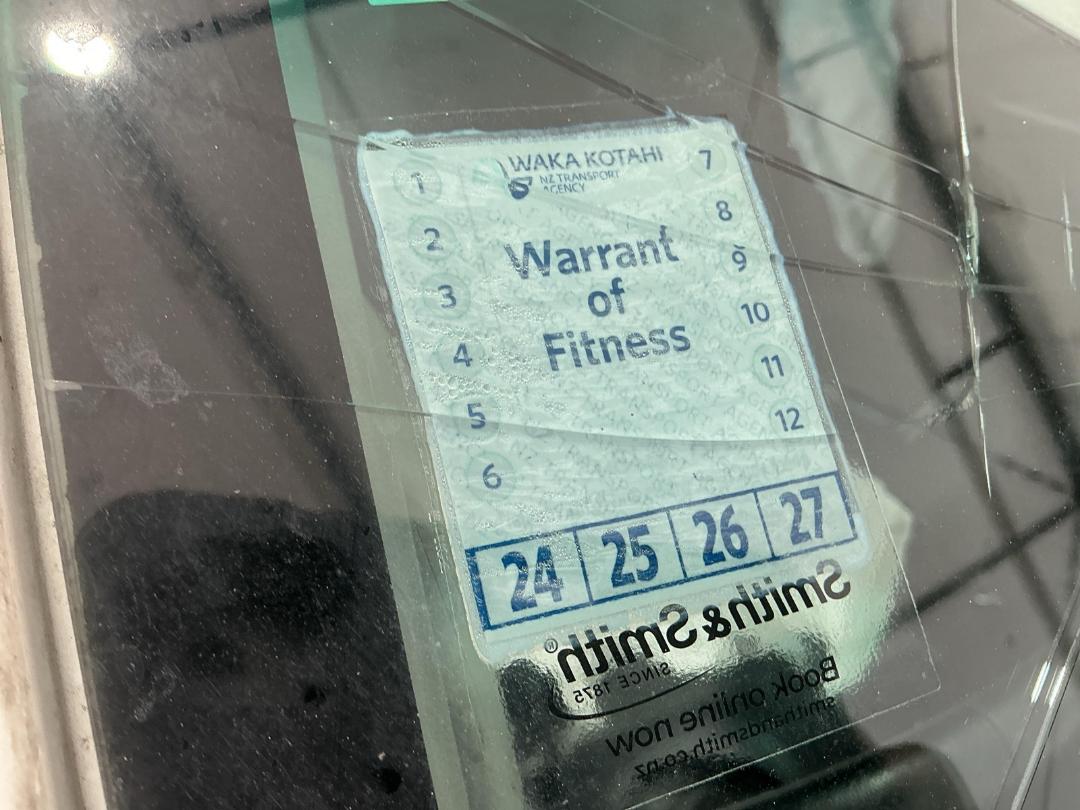 WAKA KOTAHI
NZ TRANSPORT
AGENCY
Warrant
of
Fitness
1
2
3
4
5
6
7
8
9
10
11
12
24 25 26 27
Smith&Smith®
SINCE 1875
Book online now
smithandsmith.co.nz